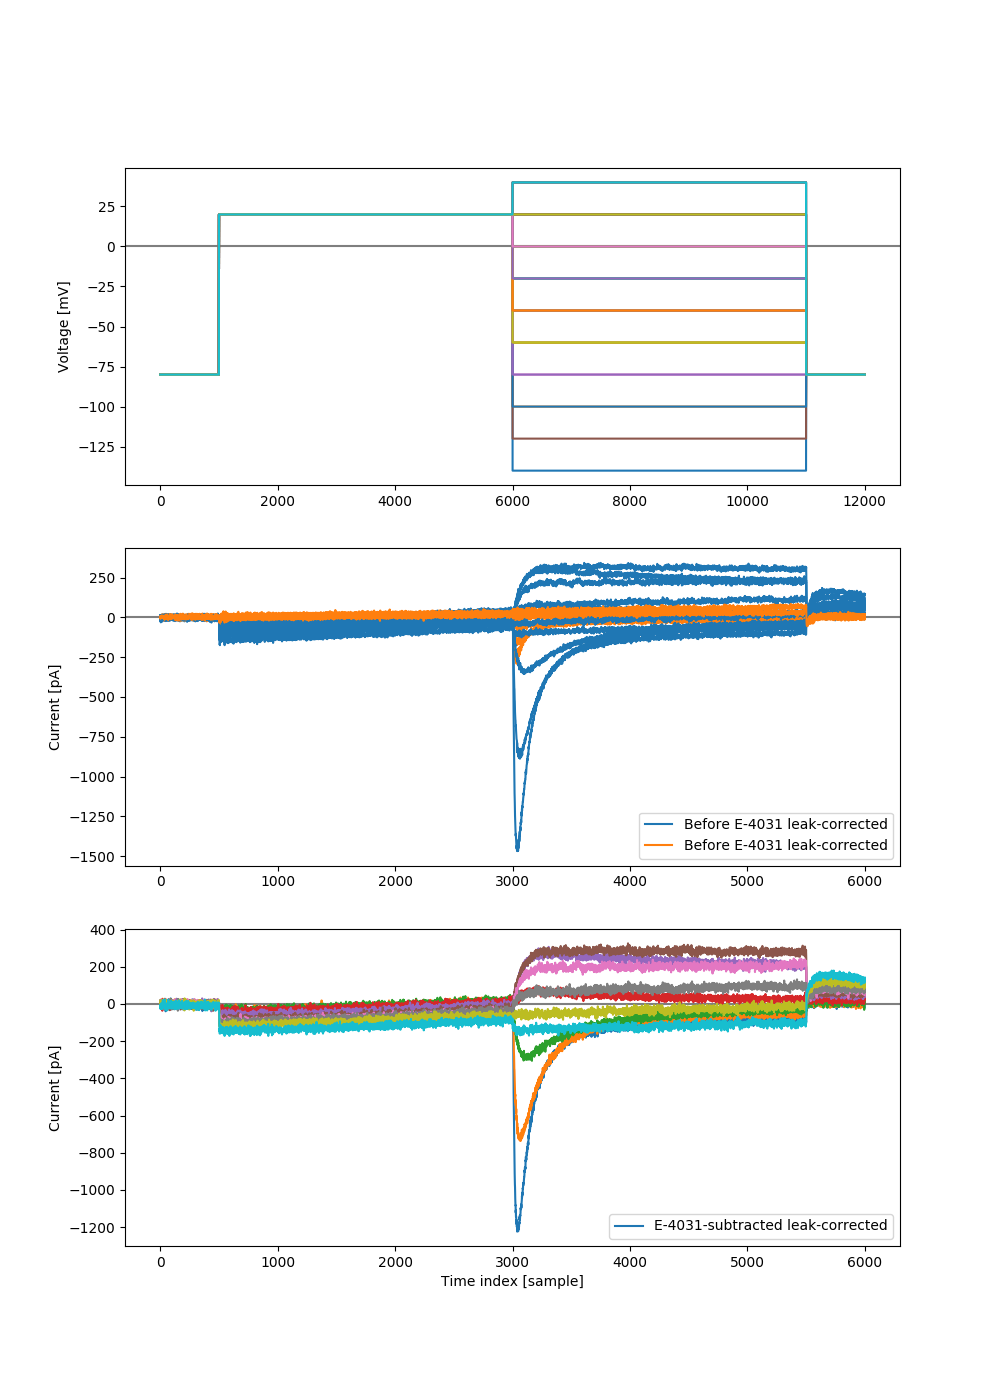 25
0
−25
−50
−75
−100
−125
Voltage [mV]
0 2000 4000 6000 8000 10000 12000
250
0
−250
−500
−750
−1000
−1250
−1500
Current [pA]
Before E-4031 leak-corrected
Before E-4031 leak-corrected
0 1000 2000 3000 4000 5000 6000
400
200
0
−200
−400
−600
−800
−1000
−1200
Current [pA]
E-4031-subtracted leak-corrected
0 1000 2000 3000 4000 5000 6000
Time index [sample]